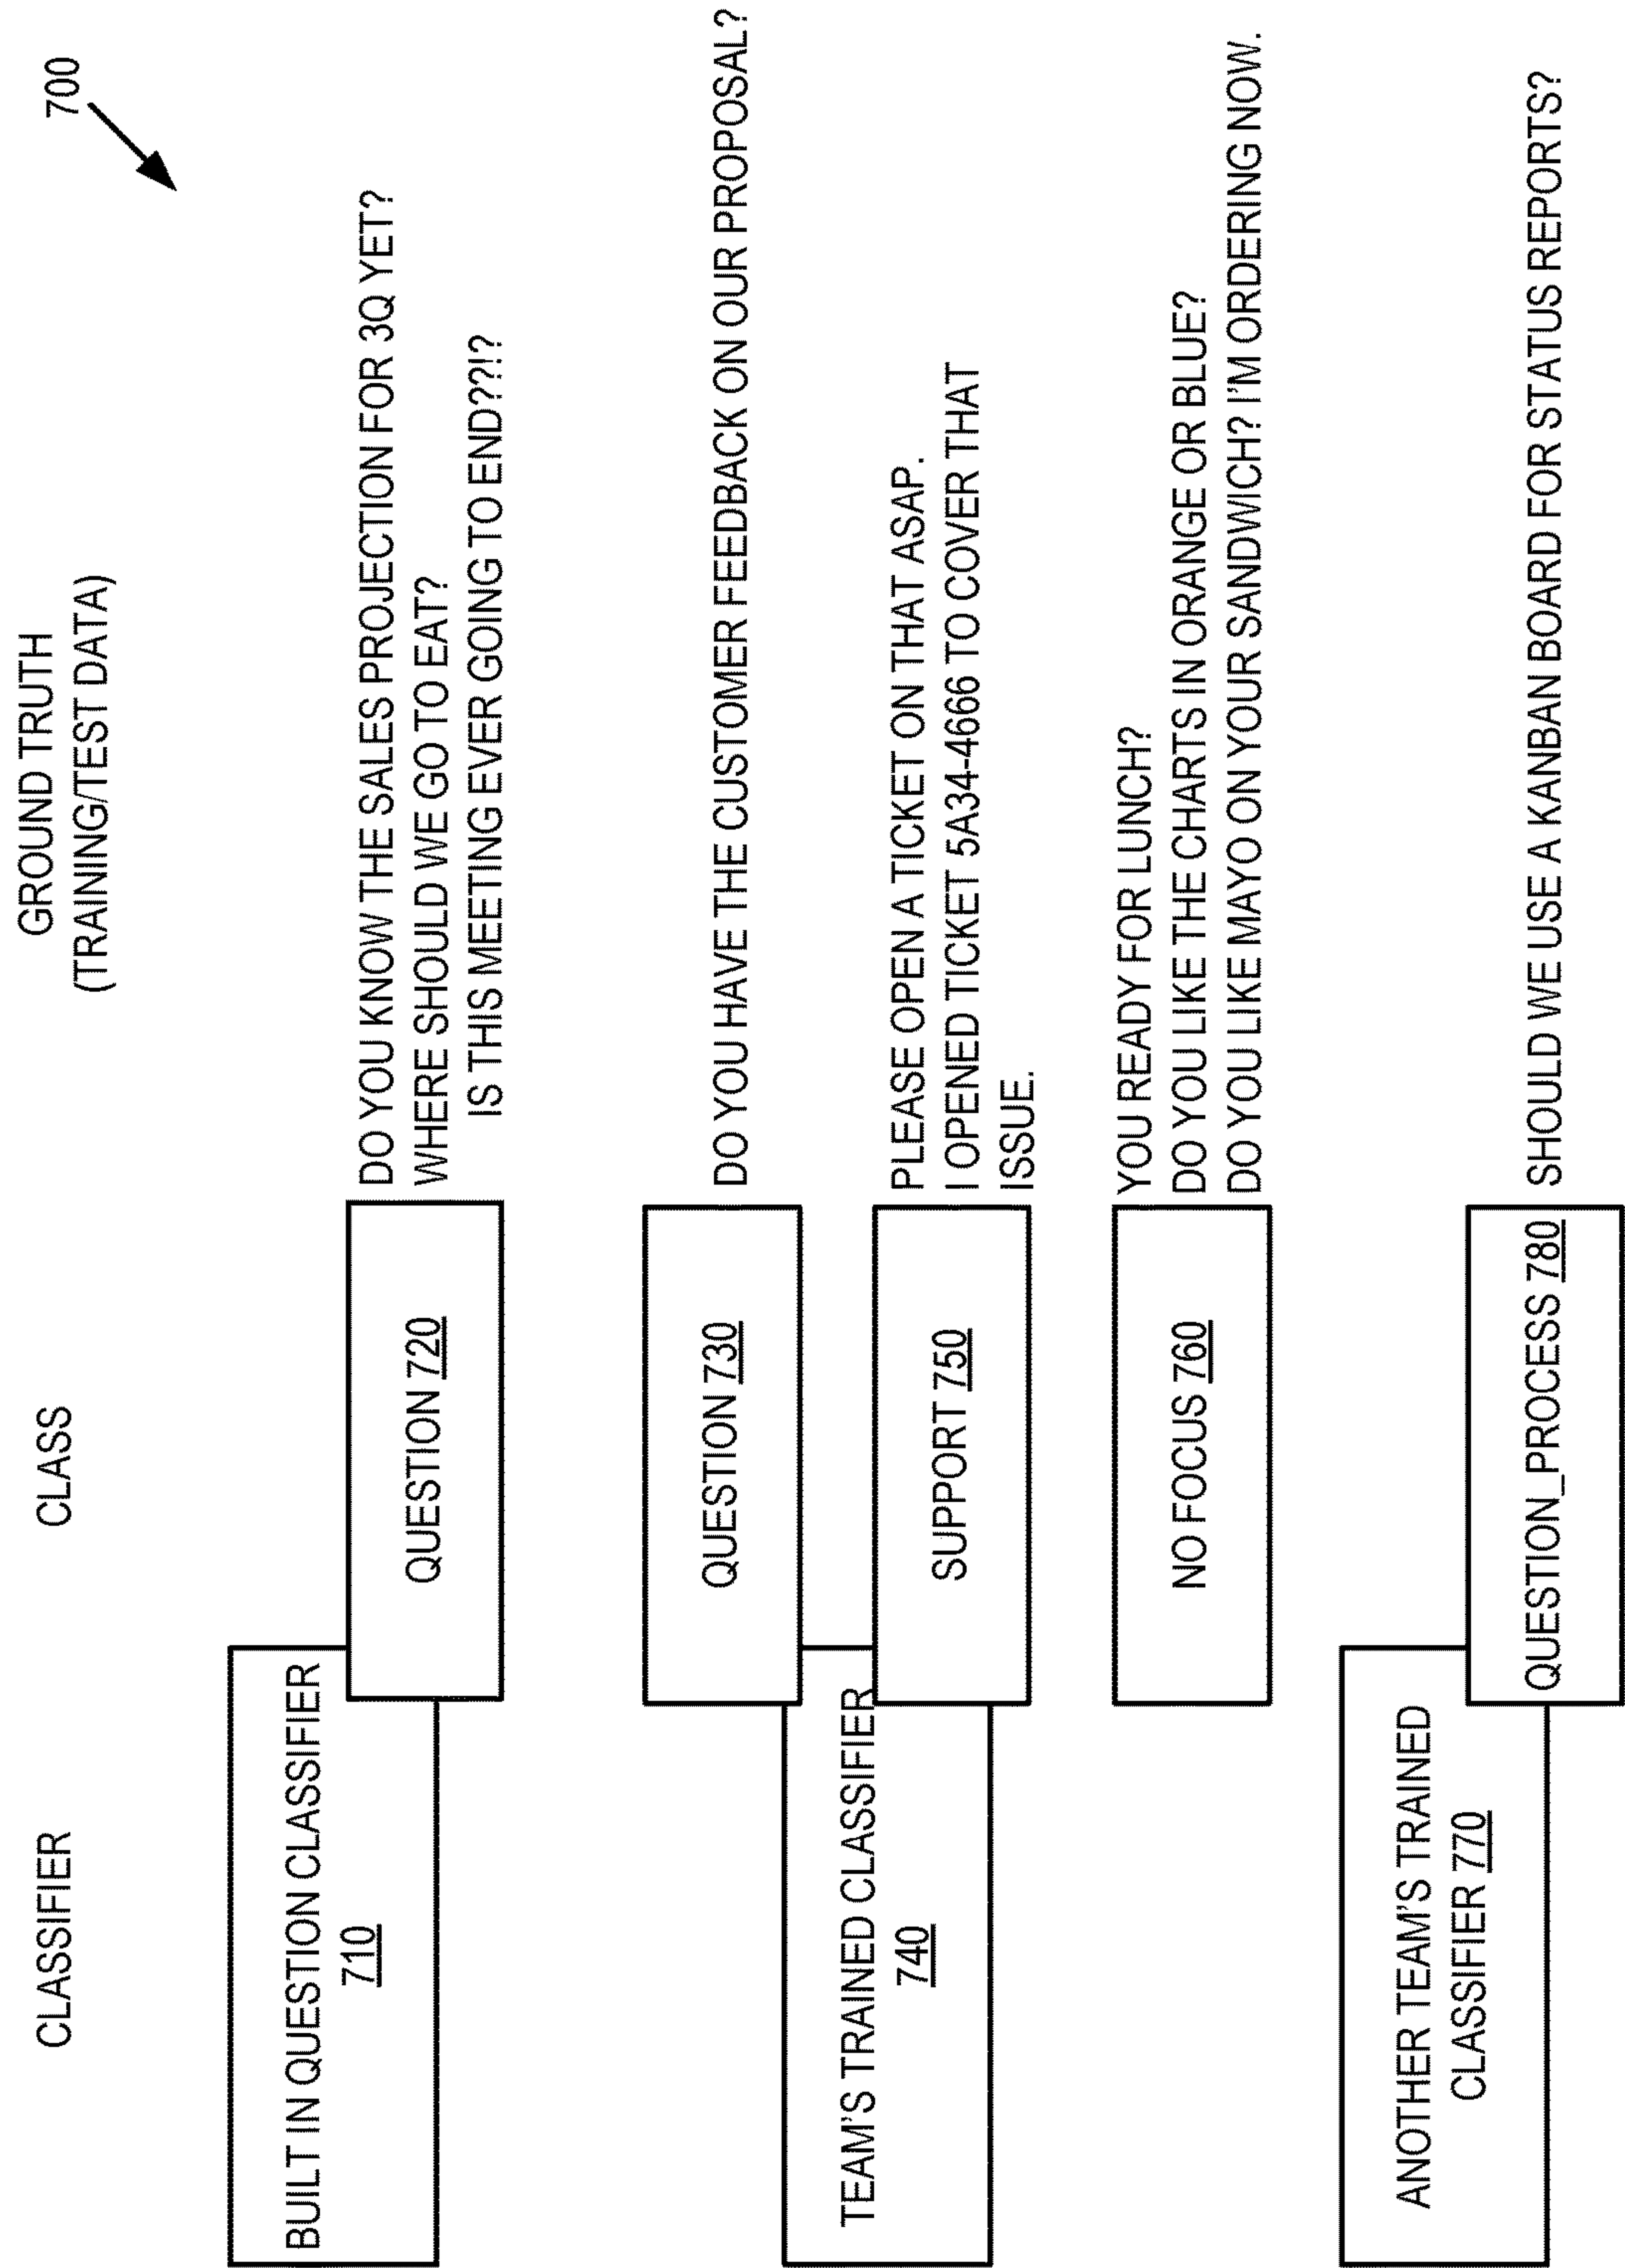 700
CLASSIFIER
CLASS
GROUND TRUTH
(TRAINING/TEST DATA)
BUILT IN QUESTION CLASSIFIER
710
QUESTION 720
DO YOU KNOW THE SALES PROJECTION FOR 3Q YET?
WHERE SHOULD WE GO TO EAT?
IS THIS MEETING EVER GOING TO END??!?
QUESTION 730
DO YOU HAVE THE CUSTOMER FEEDBACK ON OUR PROPOSAL?
TEAM'S TRAINED CLASSIFIER
740
SUPPORT 750
PLEASE OPEN A TICKET ON THAT ASAP.
I OPENED TICKET 5A34-4666 TO COVER THAT
ISSUE.
NO FOCUS 760
YOU READY FOR LUNCH?
DO YOU LIKE THE CHARTS IN ORANGE OR BLUE?
DO YOU LIKE MAYO ON YOUR SANDWICH? I'M ORDERING NOW.
ANOTHER TEAM'S TRAINED
CLASSIFIER 770
QUESTION_PROCESS 780
SHOULD WE USE A KANBAN BOARD FOR STATUS REPORTS?